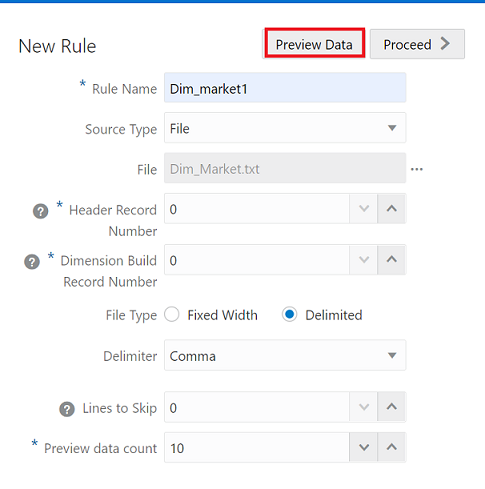 New Rule Preview Data Proceed
* Rule Name Dim_market1
Source Type File
File Dim_Market.txt ...
? * Header Record 0
Number
? * Dimension Build 0
Record Number
File Type Fixed Width Delimited
Delimiter Comma
? Lines to Skip 0
* Preview data count 10